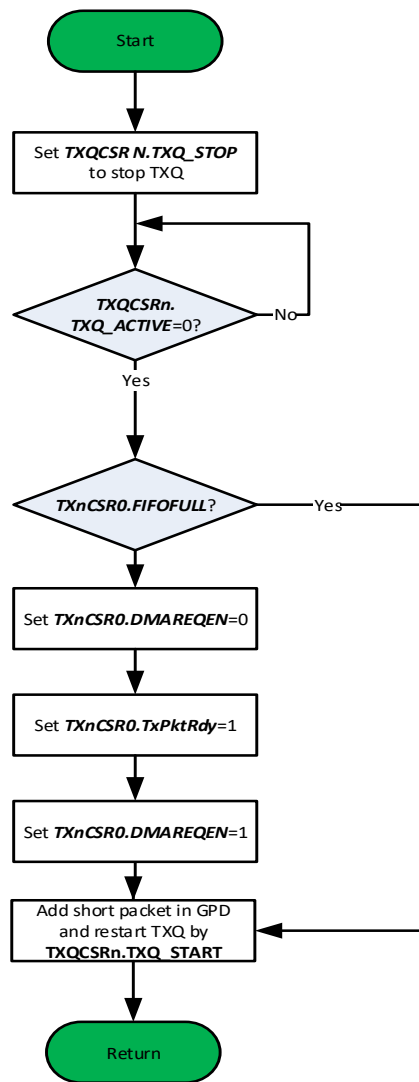 Start
Set TXQCSR N.TXQ_STOP
to stop TXQ
TXQCSRn.
TXQ_ACTIVE=0?
No
Yes
TXnCSR0.FIFOFULL?
Yes
Set TXnCSR0.DMAREQEN=0
Set TXnCSR0.TxPktRdy=1
Set TXnCSR0.DMAREQEN=1
Add short packet in GPD
and restart TXQ by
TXQCSRn.TXQ_START
Return